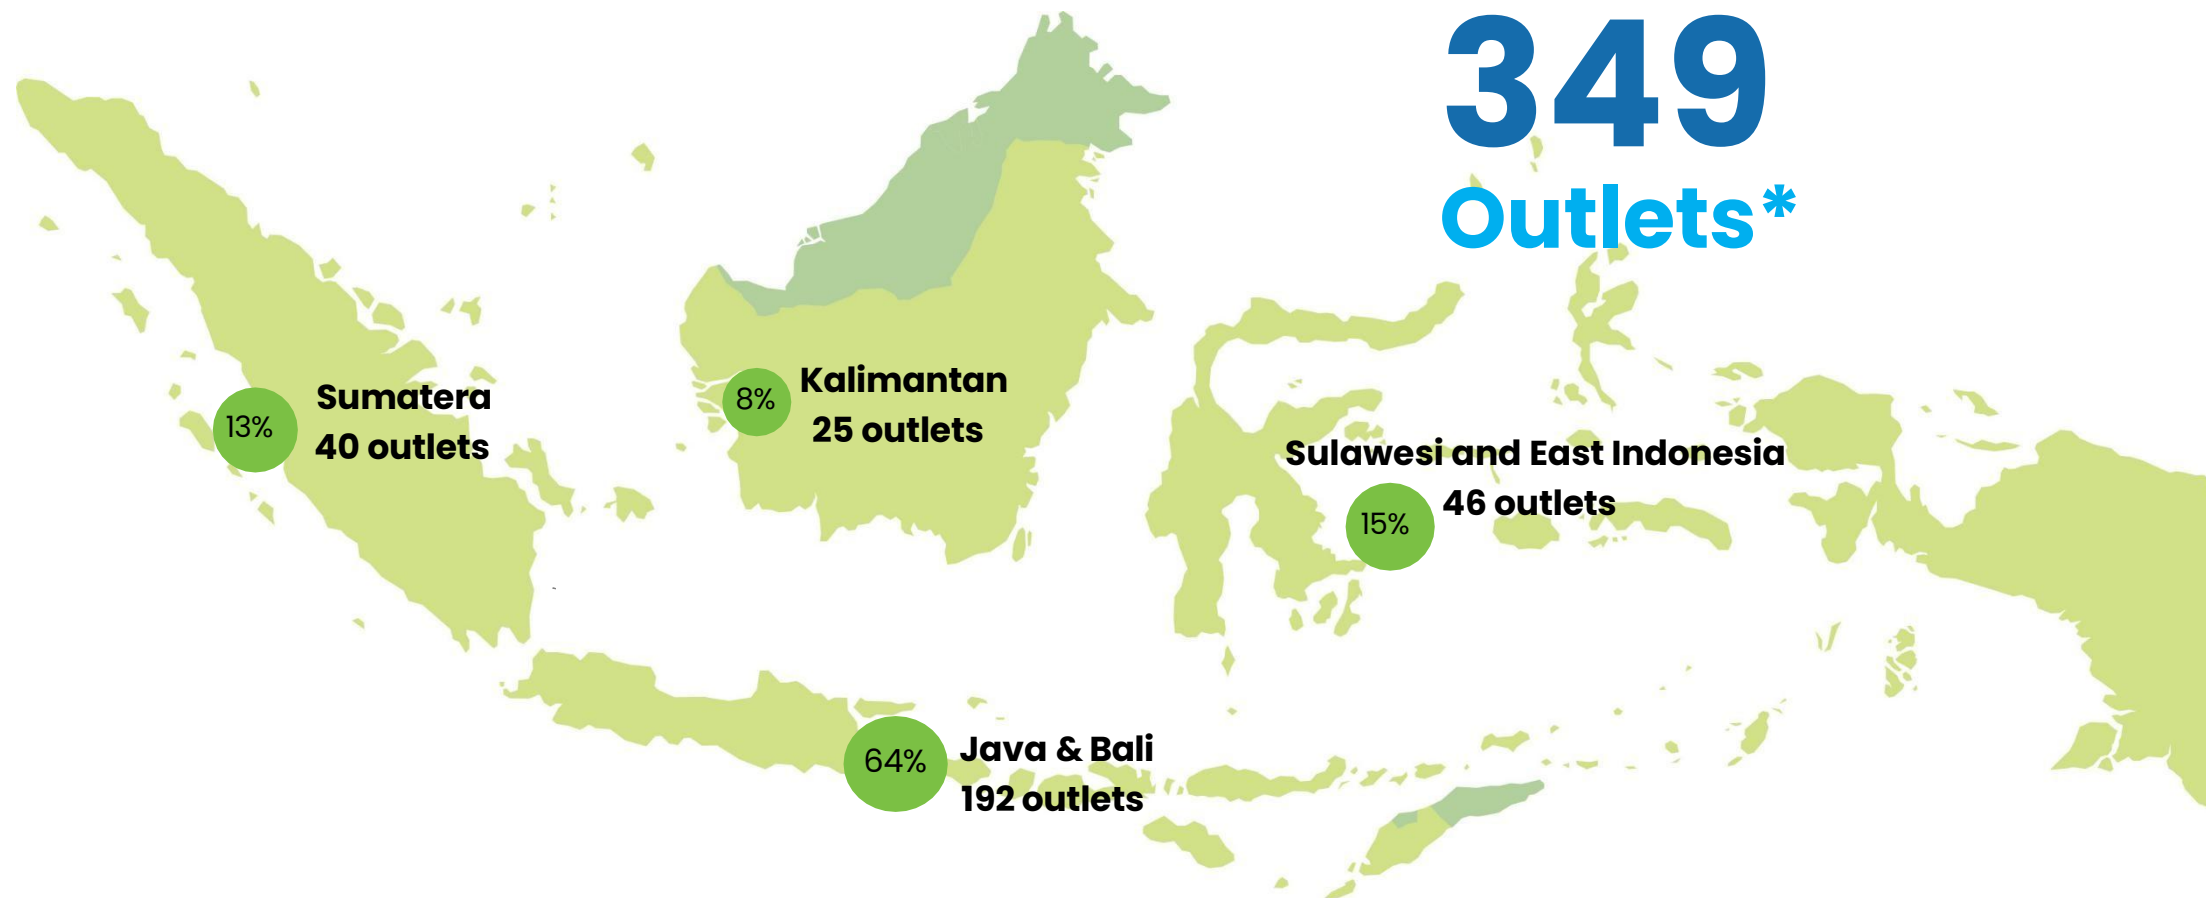 349
Outlets*
Kalimantan
8%
25 outlets
Sumatera
13%
40 outlets
Sulawesi and East Indonesia
46 outlets
15%
Java & Bali
64%
192 outlets